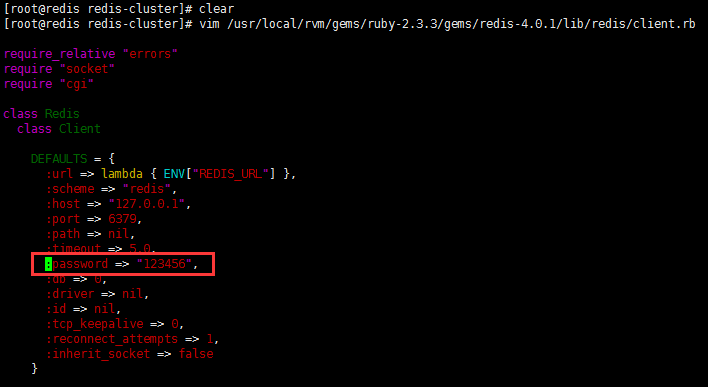 [root@redis redis-cluster]# clear
[root@redis redis-cluster]# vim /usr/local/rvm/gems/ruby-2.3.3/gems/redis-4.0.1/lib/redis/client.rb
require_relative "errors"
require "socket"
require "cgi"
class Redis
class Client
DEFAULTS = {
:url => lambda { ENV["REDIS_URL"] },
:scheme => "redis",
:host => "127.0.0.1",
:port => 6379,
:path => nil,
:timeout => 5.0,
:password => "123456",
:db => 0,
:driver => nil,
:id => nil,
:tcp_keepalive => 0,
:reconnect_attempts => 1,
:inherit_socket => false
}